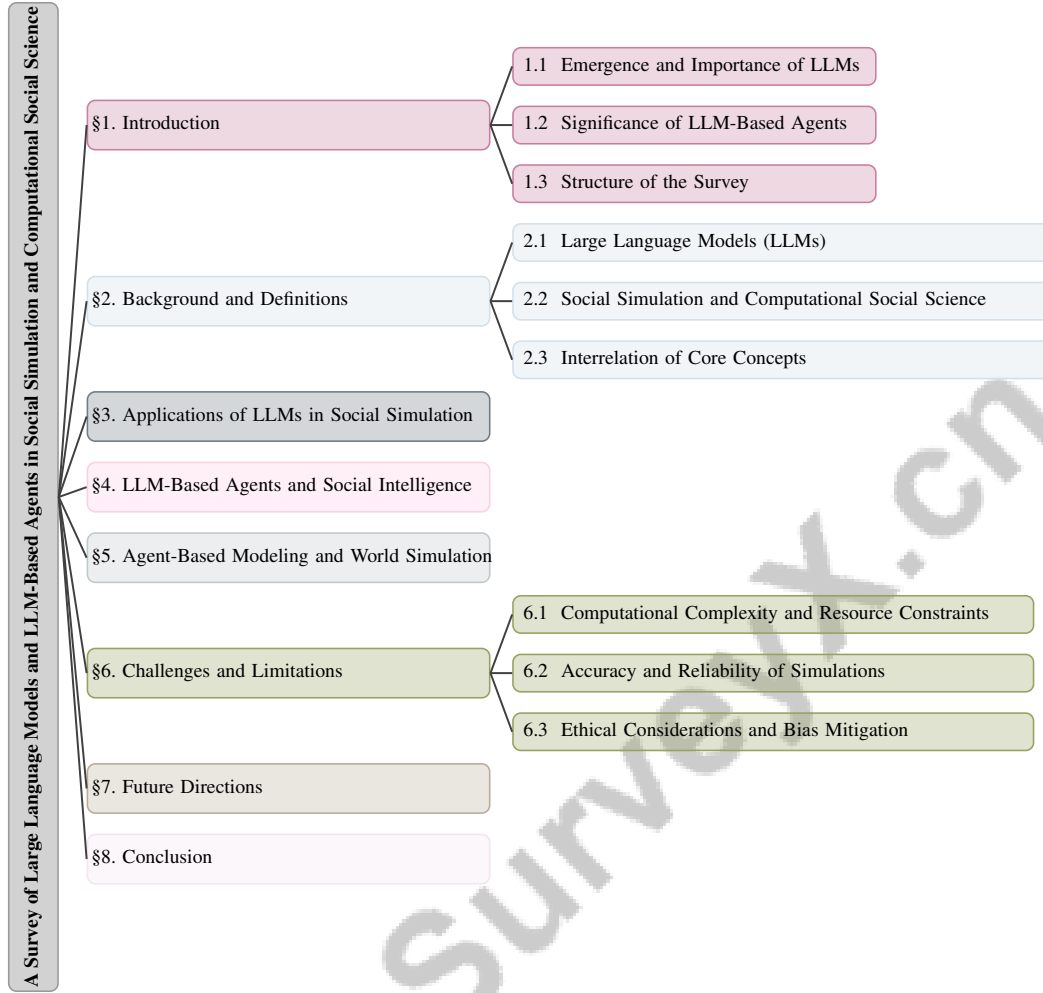 A Survey of Large Language Models and LLM-Based Agents in Social Simulation and Computational Social Science
§1. Introduction
1.1 Emergence and Importance of LLMs
1.2 Significance of LLM-Based Agents
1.3 Structure of the Survey
§2. Background and Definitions
2.1 Large Language Models (LLMs)
2.2 Social Simulation and Computational Social Science
2.3 Interrelation of Core Concepts
§3. Applications of LLMs in Social Simulation
§4. LLM-Based Agents and Social Intelligence
§5. Agent-Based Modeling and World Simulation
§6. Challenges and Limitations
6.1 Computational Complexity and Resource Constraints
6.2 Accuracy and Reliability of Simulations
6.3 Ethical Considerations and Bias Mitigation
§7. Future Directions
§8. Conclusion
Surveyx.cn